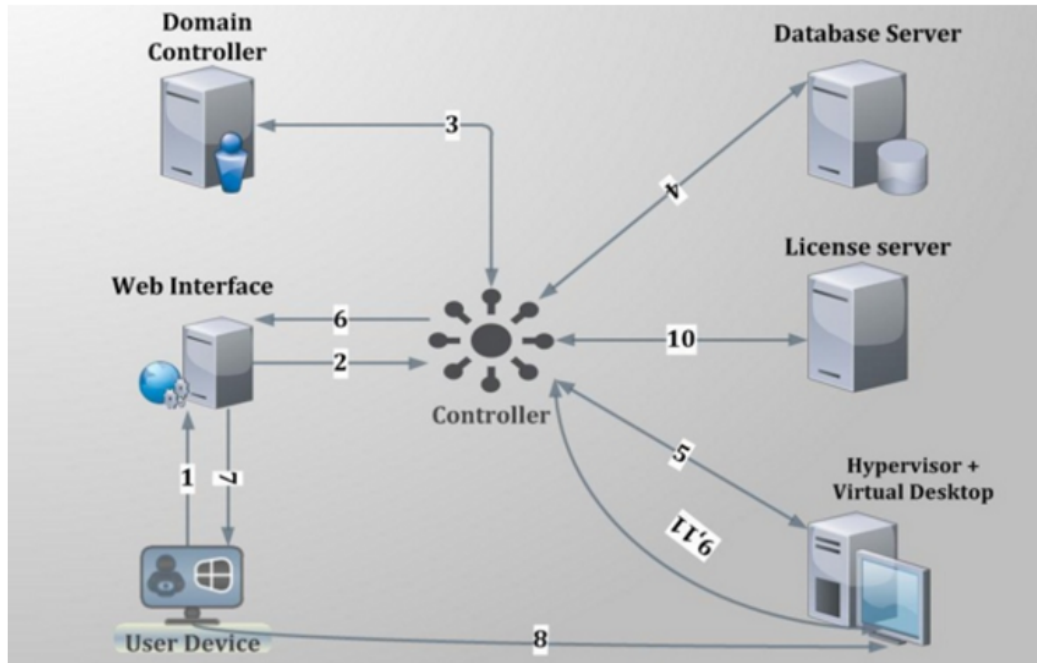 Domain
Controller
Database Server
3
4
License server
Web Interface
6
10
2
Controller
5
Hypervisor +
Virtual Desktop
1
7
9,11
User Device
8